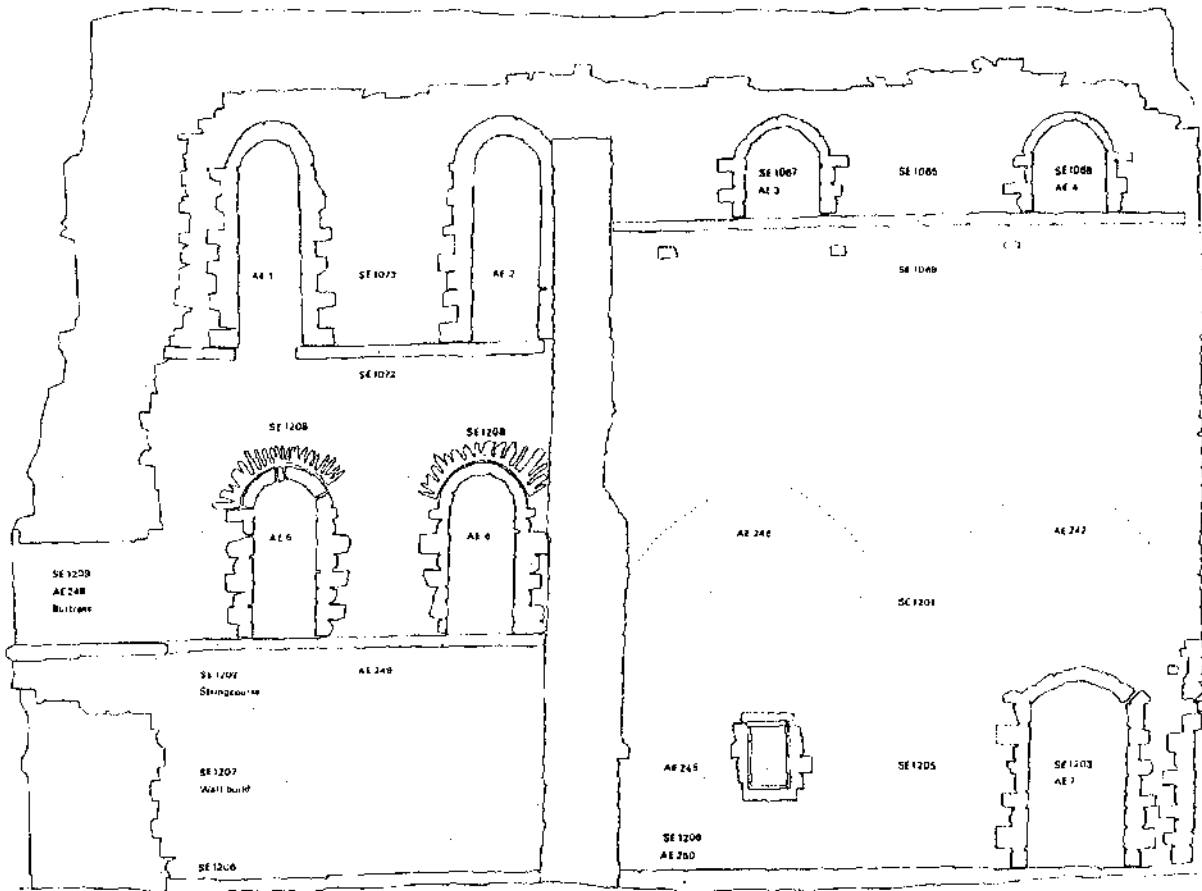 SE 1067
AE 3
SE 1065
SE 1068
AE 4
AE 1
SE 1073
AE 2
SE 1069
SE 1072
SE 1208
SE 1208
AE 5
AE 6
AE 246
AE 247
SE 1209
AE 248
Buttress
SE 1201
SE 1202
Stringcourse
AE 249
AE 245
SE 1205
SE 1203
AE 7
SE 1207
Wall build
SE 1206
AE 250
SE 1206